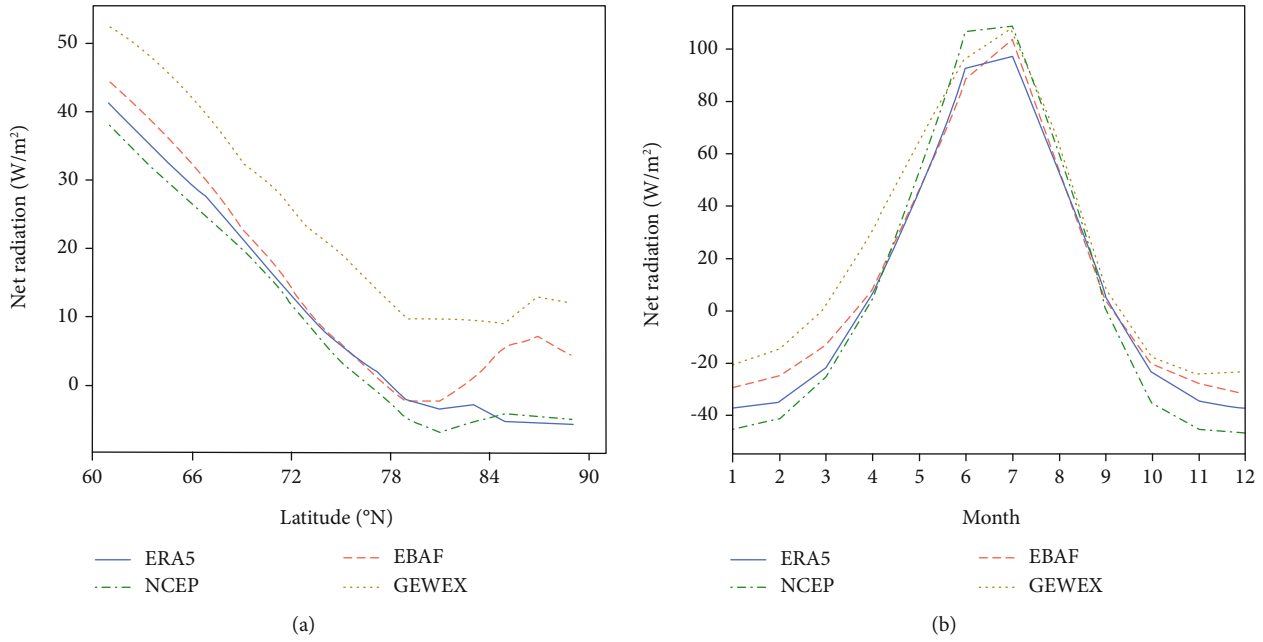 50
40
30
20
10
0
Net radiation (W/m²)
60 66 72 78 84 90
Latitude (°N)
ERA5 EBAF
NCEP GEWEX
(a)
100
80
60
40
20
0
-20
-40
Net radiation (W/m²)
1 2 3 4 5 6 7 8 9 10 11 12
Month
ERA5 EBAF
NCEP GEWEX
(b)